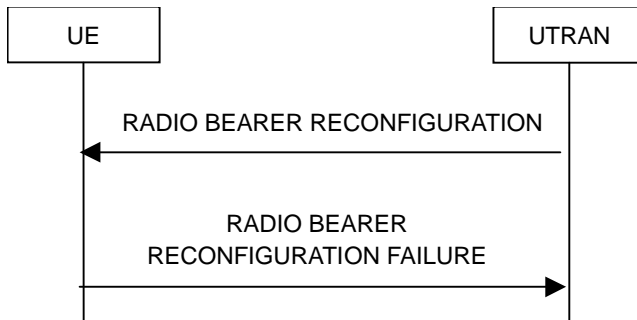 UE
UTRAN
RADIO BEARER RECONFIGURATION
RADIO BEARER
RECONFIGURATION FAILURE